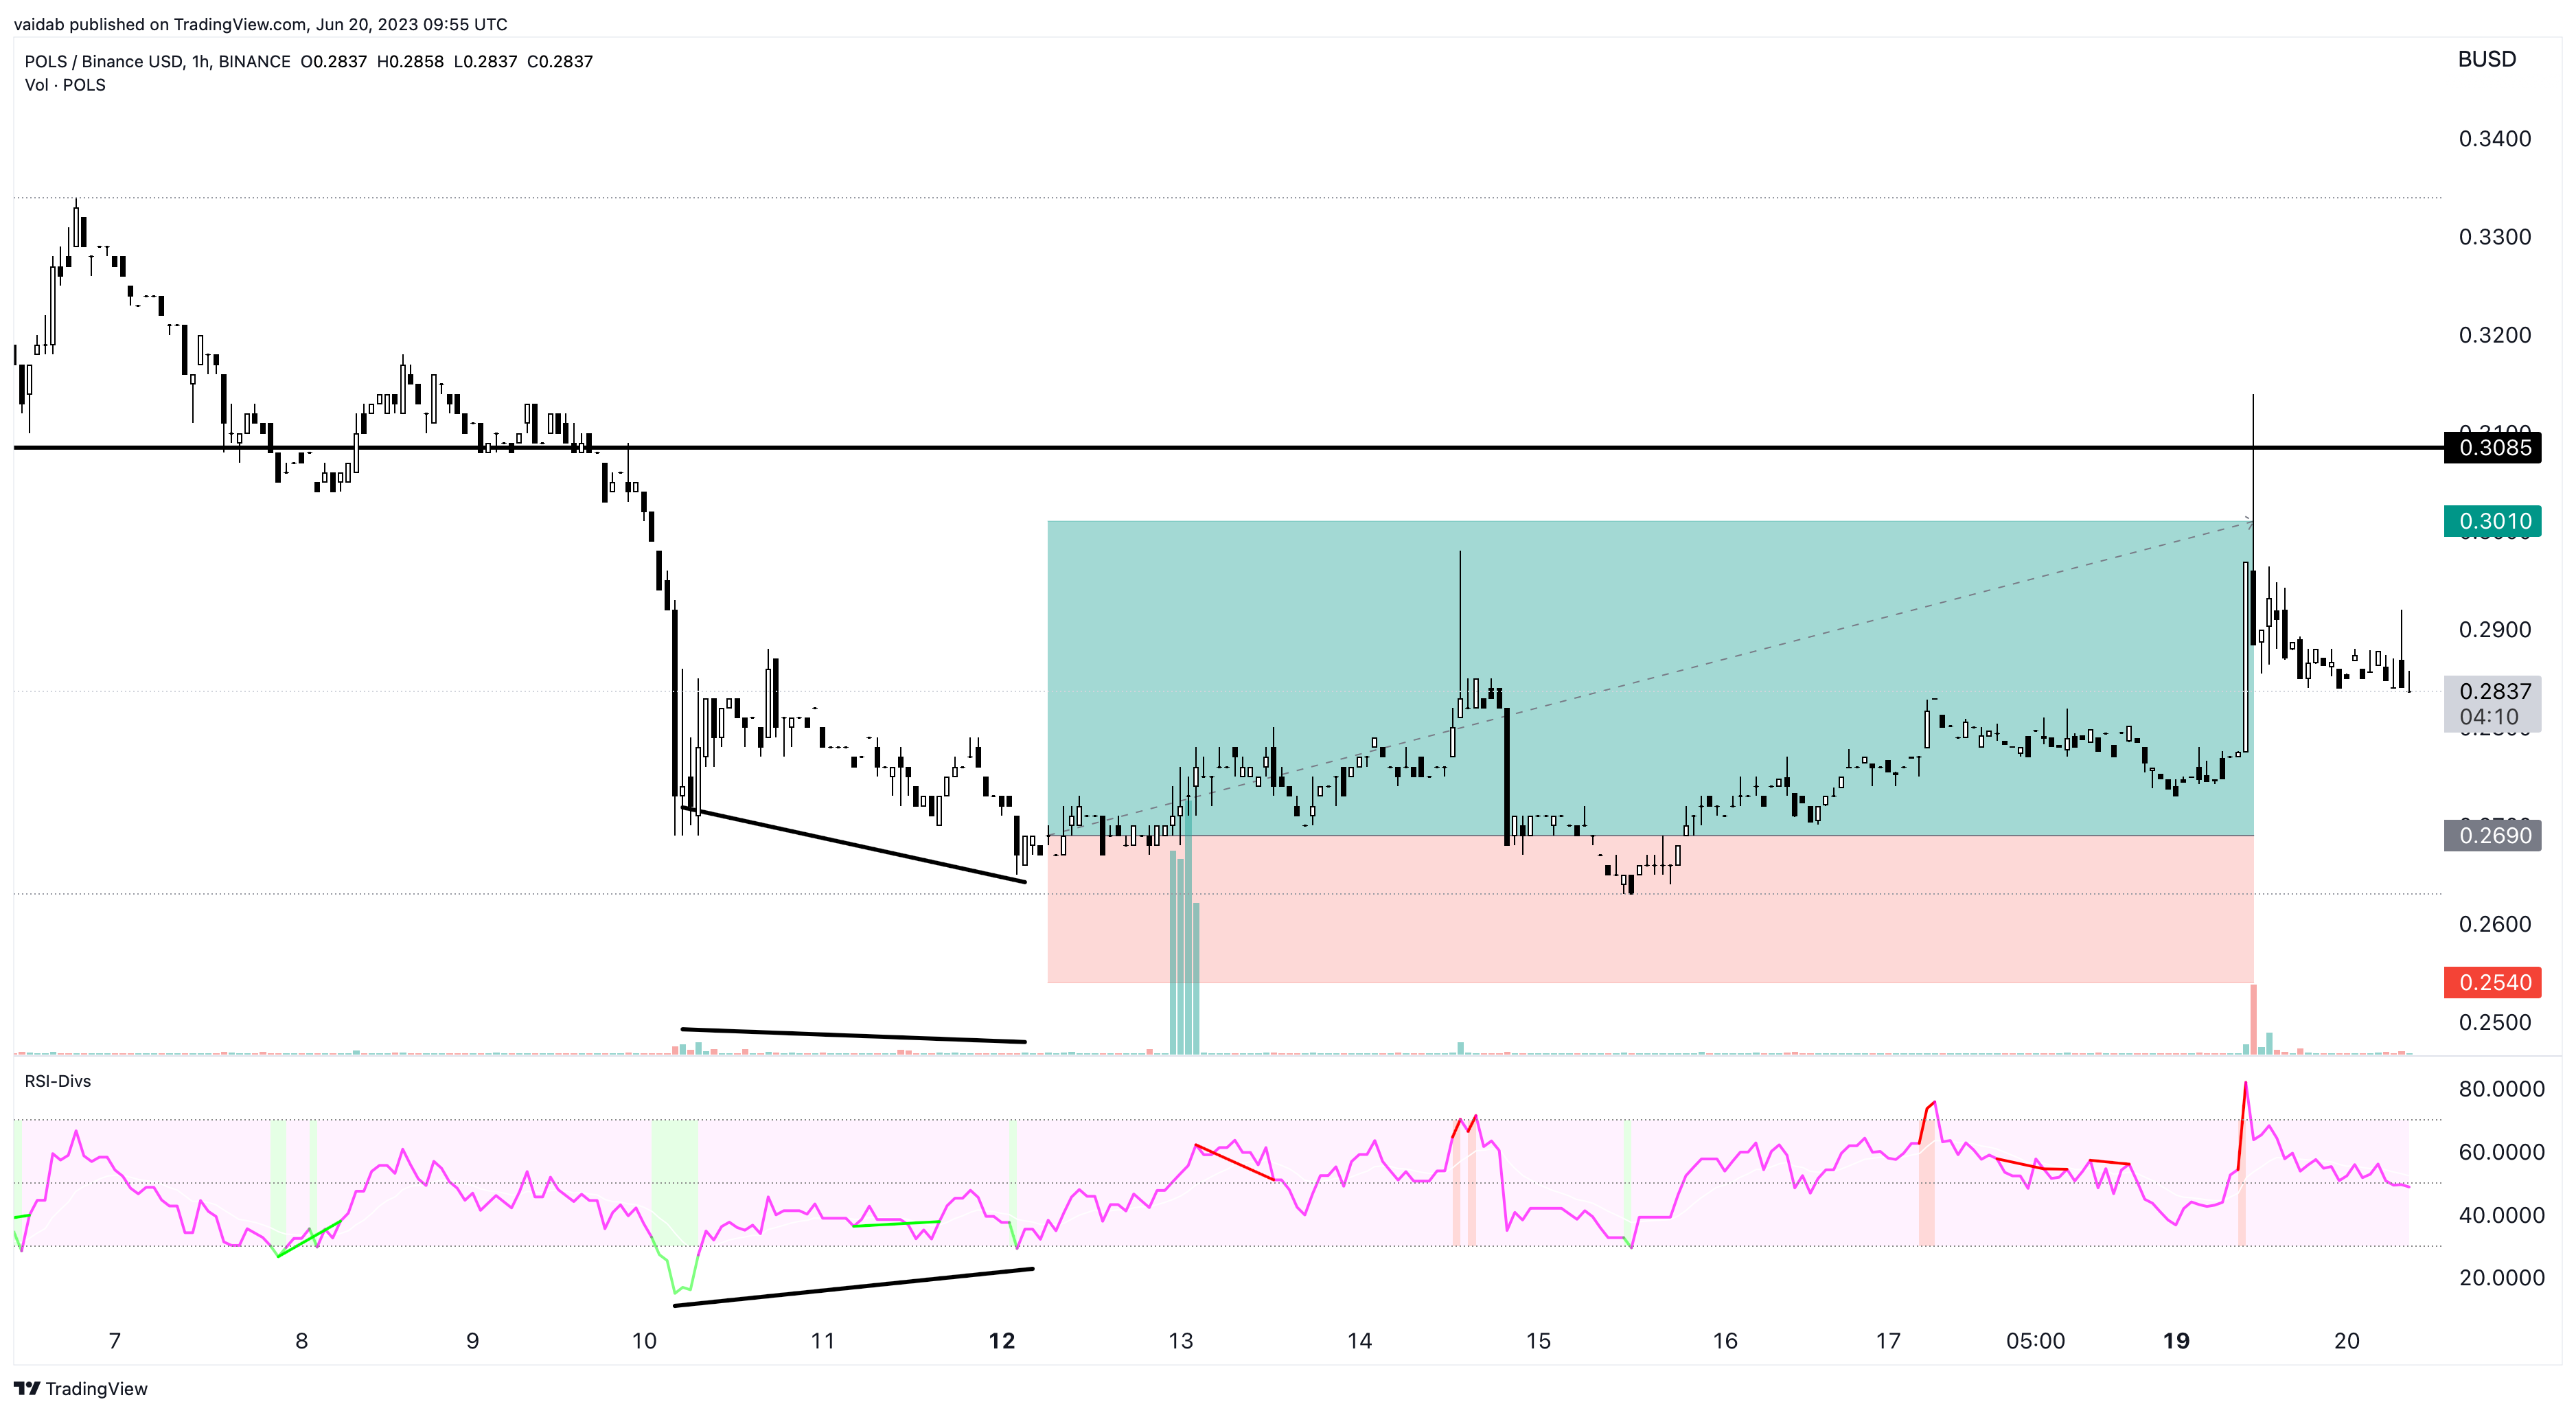 vaidab published on TradingView.com, Jun 20, 2023 09:55 UTC
POLS / Binance USD, 1h, BINANCE O0.2837 H0.2858 L0.2837 C0.2837
Vol · POLS
BUSD
0.3400
0.3300
0.3200
0.3085
0.3010
0.2900
0.2837
04:10
0.2690
0.2600
0.2540
0.2500
RSI-Divs
80.0000
60.0000
40.0000
20.0000
7 8 9 10 11 12 13 14 15 16 17 05:00 19 20
TradingView